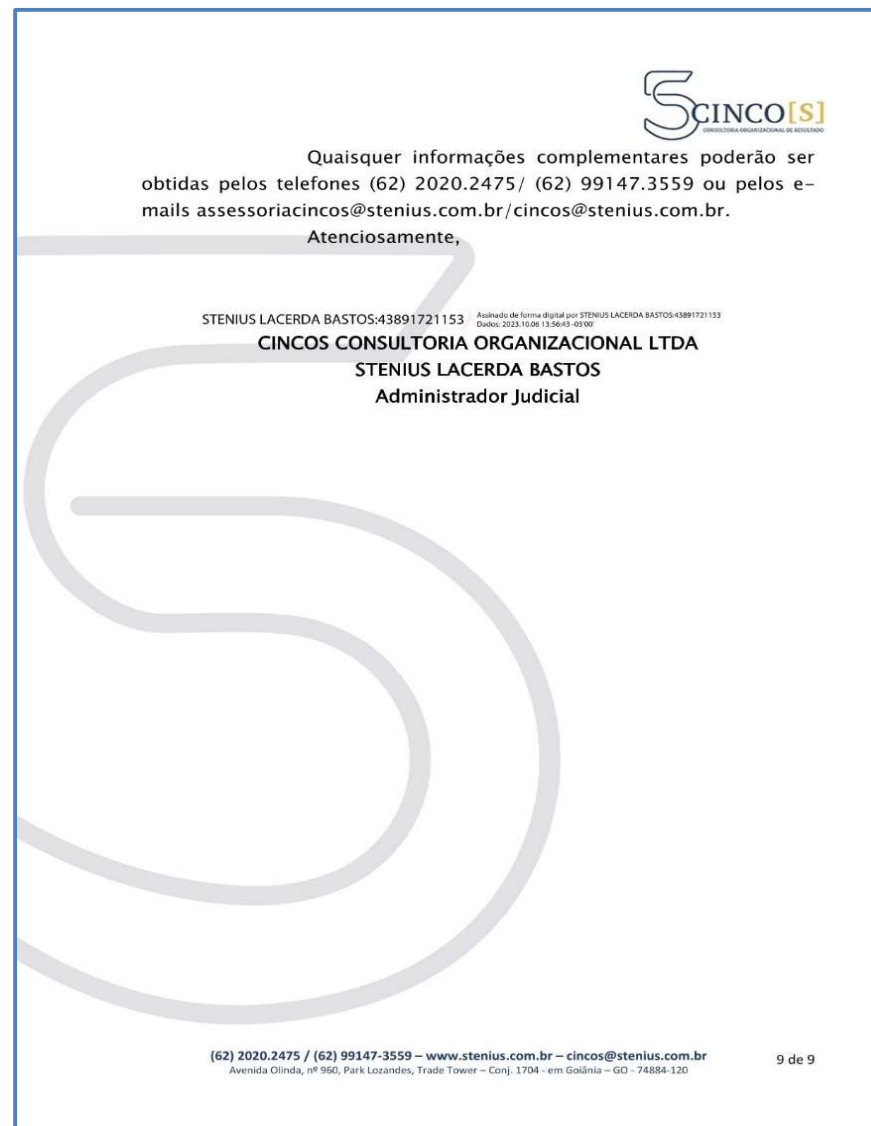 CINCO[S]
CONSULTORIA ORGANIZACIONAL DE RESULTADO
Quaisquer informações complementares poderão ser
obtidas pelos telefones (62) 2020.2475/ (62) 99147.3559 ou pelos e-
mails assessoriacincos@stenius.com.br/cincos@stenius.com.br.
Atenciosamente,
STENIUS LACERDA BASTOS:43891721153
Assinado de forma digital por STENIUS LACERDA BASTOS:43891721153
Dados: 2023.10.06 13:56:43 -03'00'
CINCOS CONSULTORIA ORGANIZACIONAL LTDA
STENIUS LACERDA BASTOS
Administrador Judicial
(62) 2020.2475 / (62) 99147-3559 – www.stenius.com.br – cincos@stenius.com.br
Avenida Olinda, nº 960, Park Lozandes, Trade Tower – Conj. 1704 - em Goiânia – GO - 74884-120
9 de 9